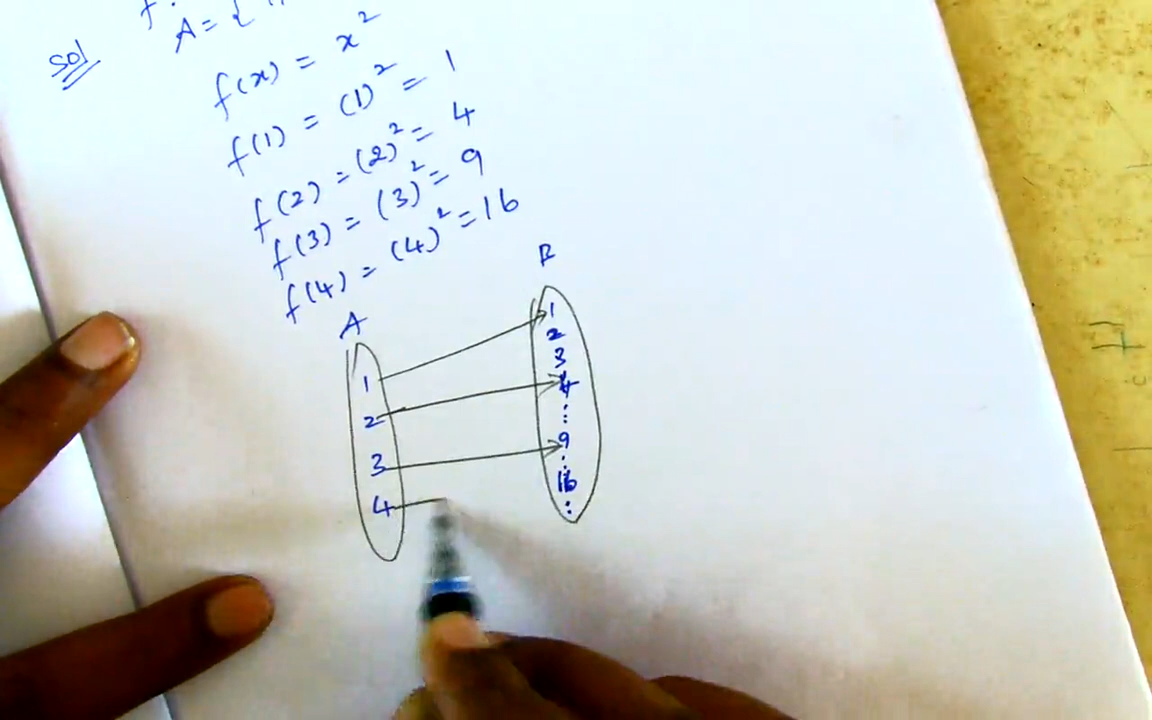 f :
A = {
Sol
f(x) = x²
f(1) = (1)² = 1
f(2) = (2)² = 4
f(3) = (3)² = 9
f(4) = (4)² = 16
A
1
2
3
4
B
1
2
3
4
:
9
:
16
: